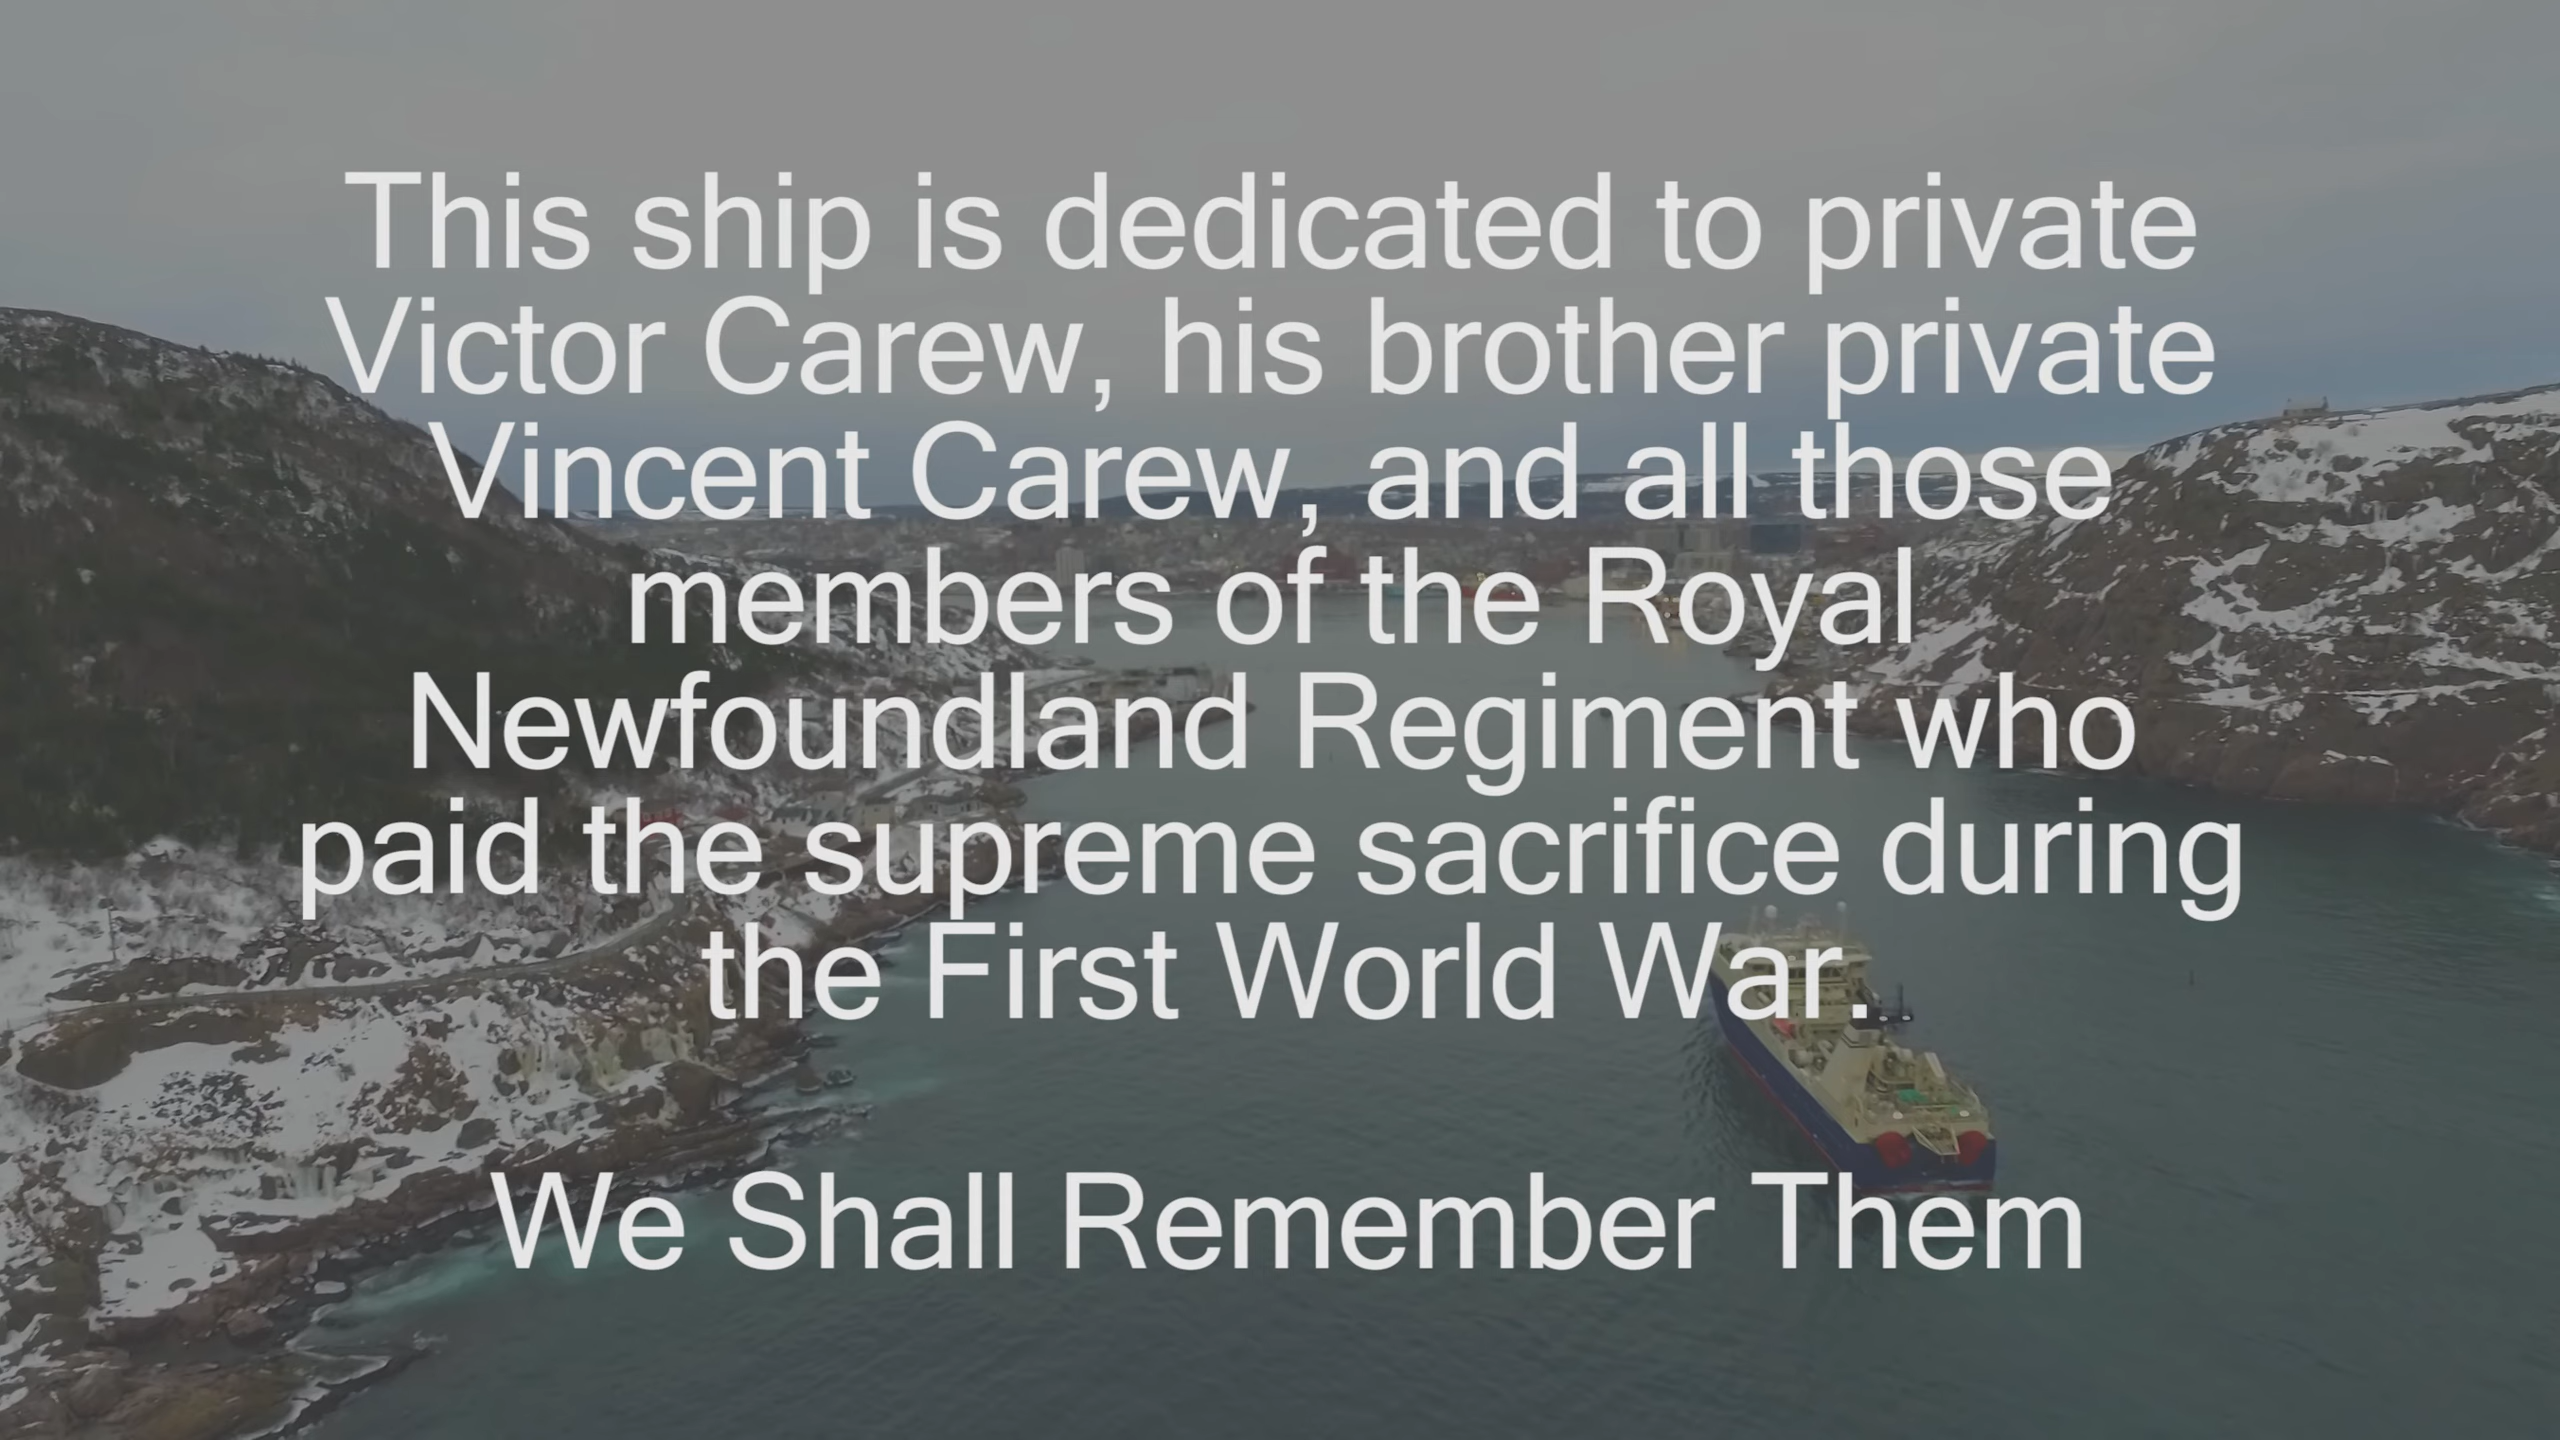 This ship is dedicated to private
Victor Carew, his brother private
Vincent Carew, and all those
members of the Royal
Newfoundland Regiment who
paid the supreme sacrifice during
the First World War.
We Shall Remember Them